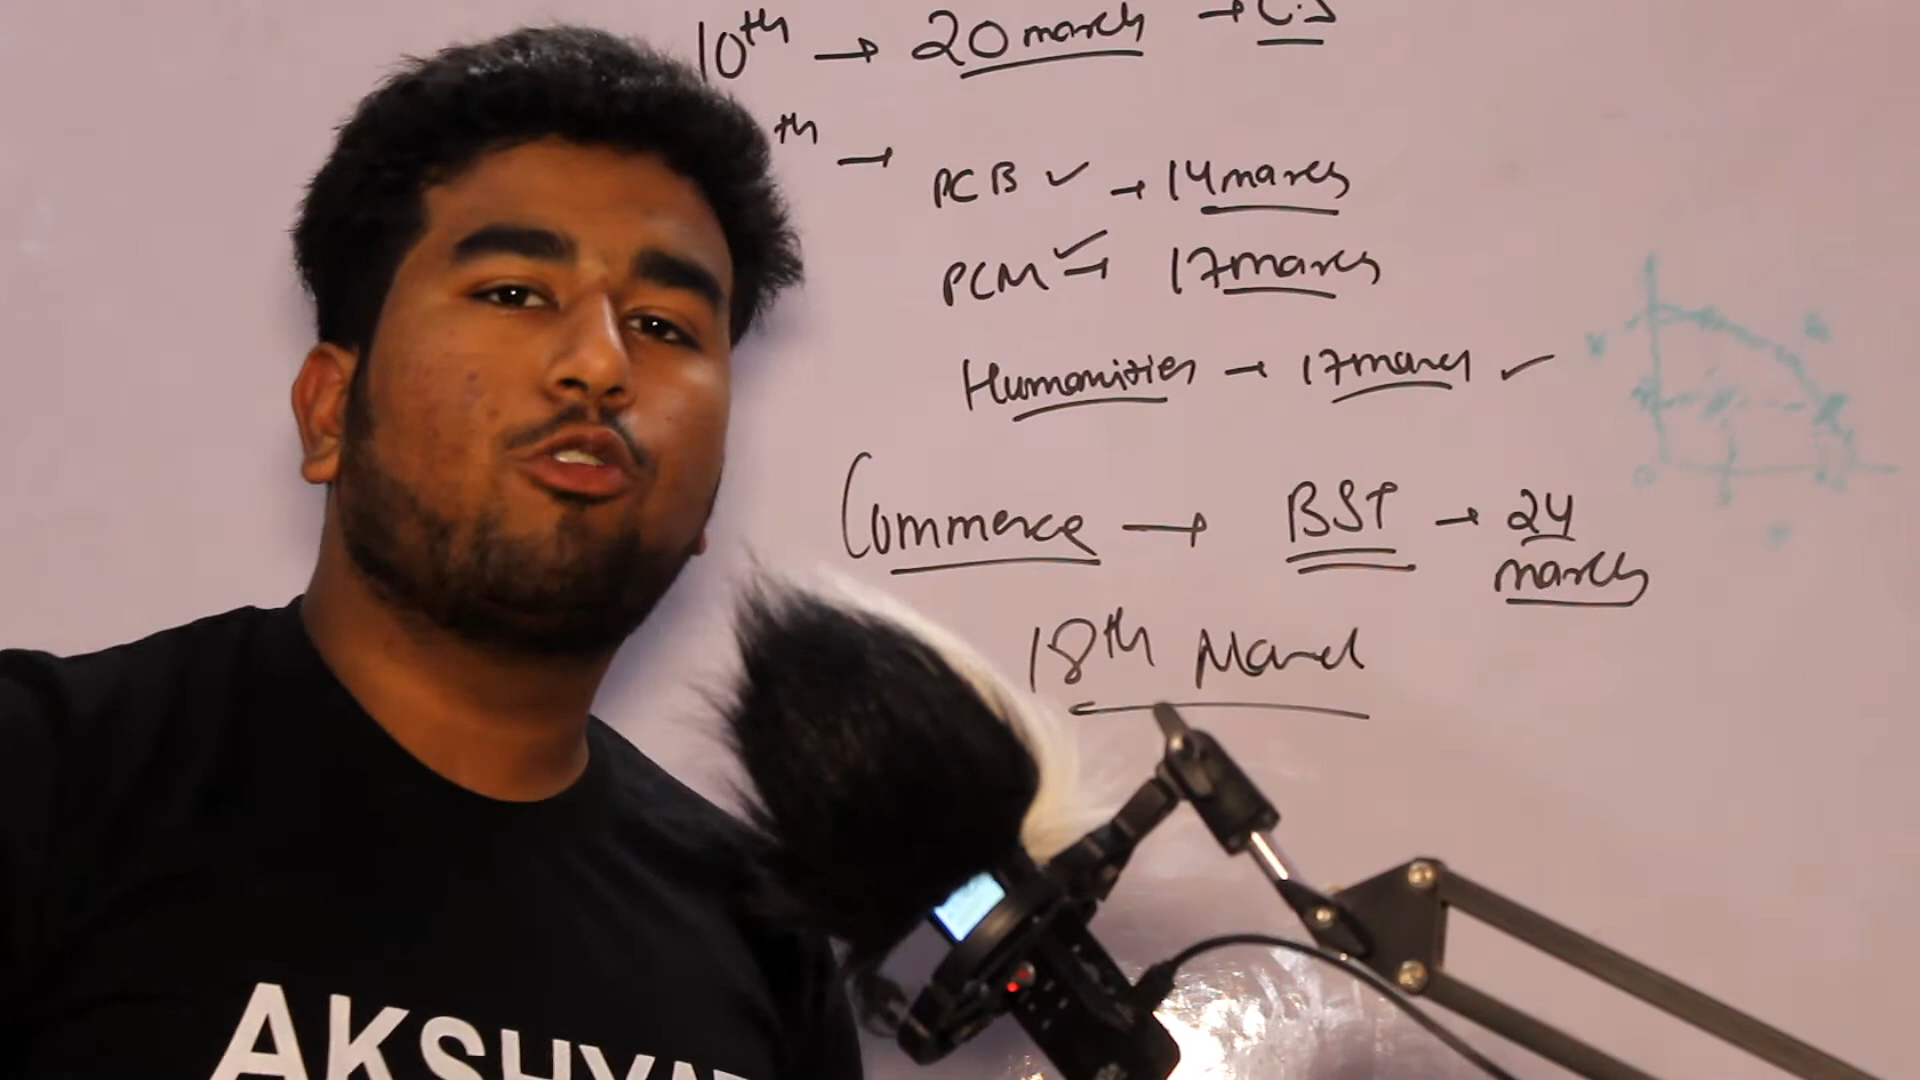 10th → 20 march →
th →
PCB ✓ → 14 march
PCM ✓ → 17 march
Humanities → 17 march ✓
Commerce → BST → 24
march
18th March
AKSHYA